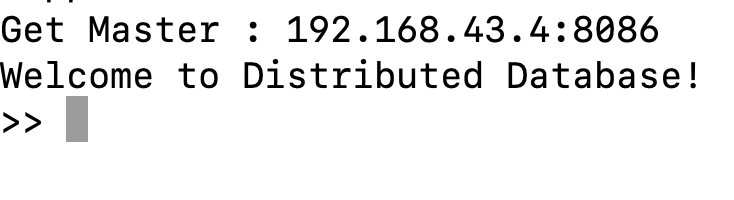 Get Master : 192.168.43.4:8086
Welcome to Distributed Database!
>>